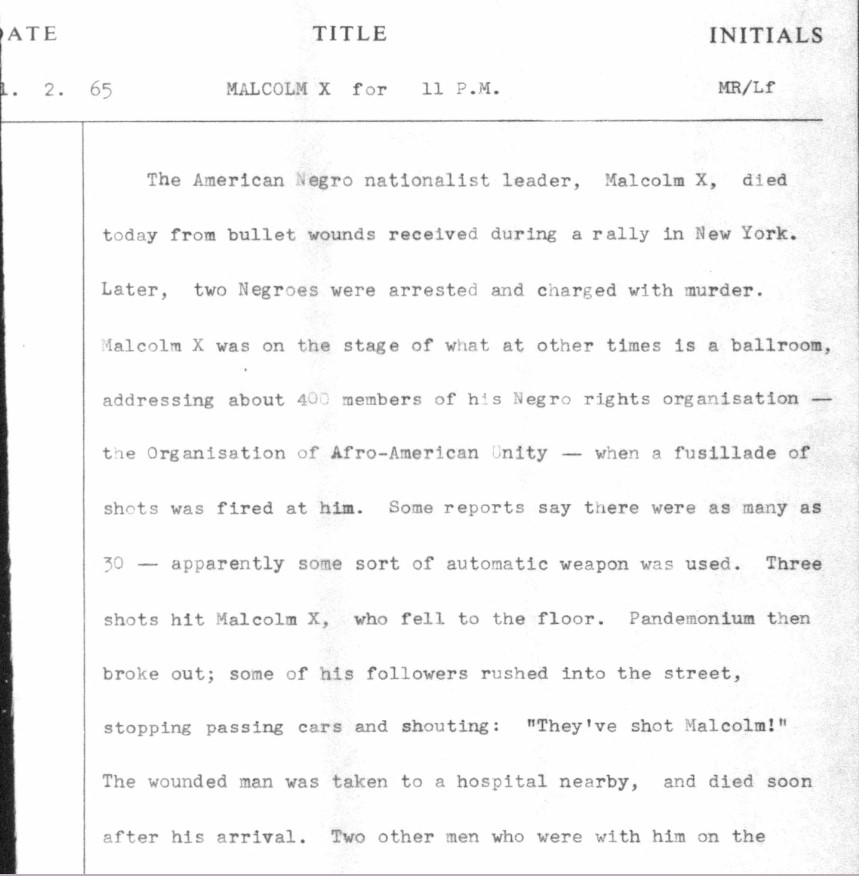 DATE TITLE INITIALS
1. 2. 65 MALCOLM X for 11 P.M. MR/Lf
The American Negro nationalist leader, Malcolm X, died
today from bullet wounds received during a rally in New York.
Later, two Negroes were arrested and charged with murder.
Malcolm X was on the stage of what at other times is a ballroom,
addressing about 400 members of his Negro rights organisation —
the Organisation of Afro-American Unity — when a fusillade of
shots was fired at him. Some reports say there were as many as
30 — apparently some sort of automatic weapon was used. Three
shots hit Malcolm X, who fell to the floor. Pandemonium then
broke out; some of his followers rushed into the street,
stopping passing cars and shouting: "They've shot Malcolm!"
The wounded man was taken to a hospital nearby, and died soon
after his arrival. Two other men who were with him on the